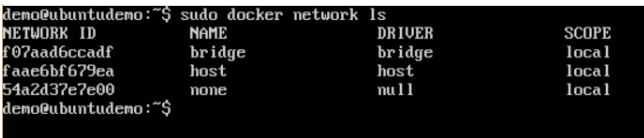 demo@ubuntudemo:~$ sudo docker network ls
NETWORK ID NAME DRIVER SCOPE
f07aad6ccadf bridge bridge local
faae6bf679ea host host local
54a2d37e7e00 none null local
demo@ubuntudemo:~$